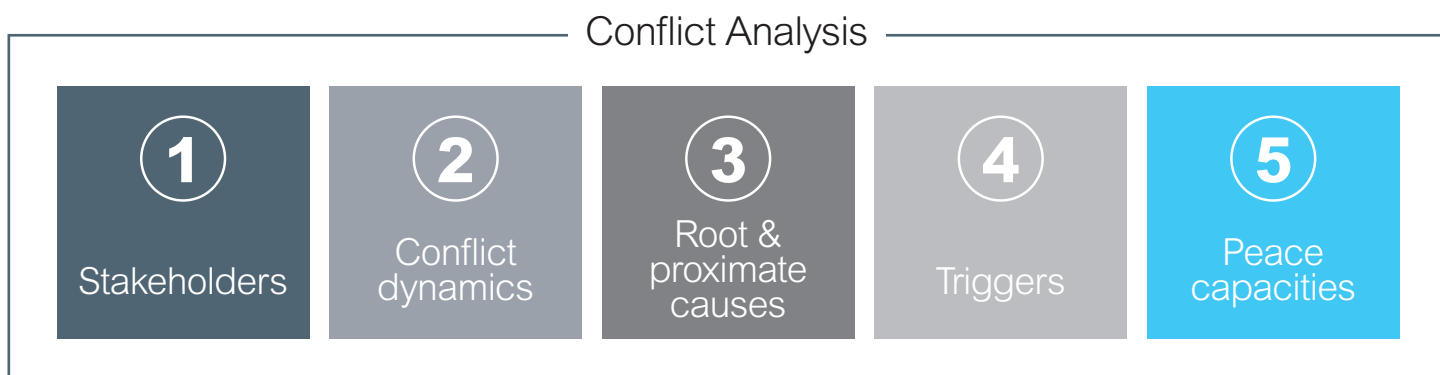 Conflict Analysis
1
Stakeholders
2
Conflict
dynamics
3
Root &
proximate
causes
4
Triggers
5
Peace
capacities